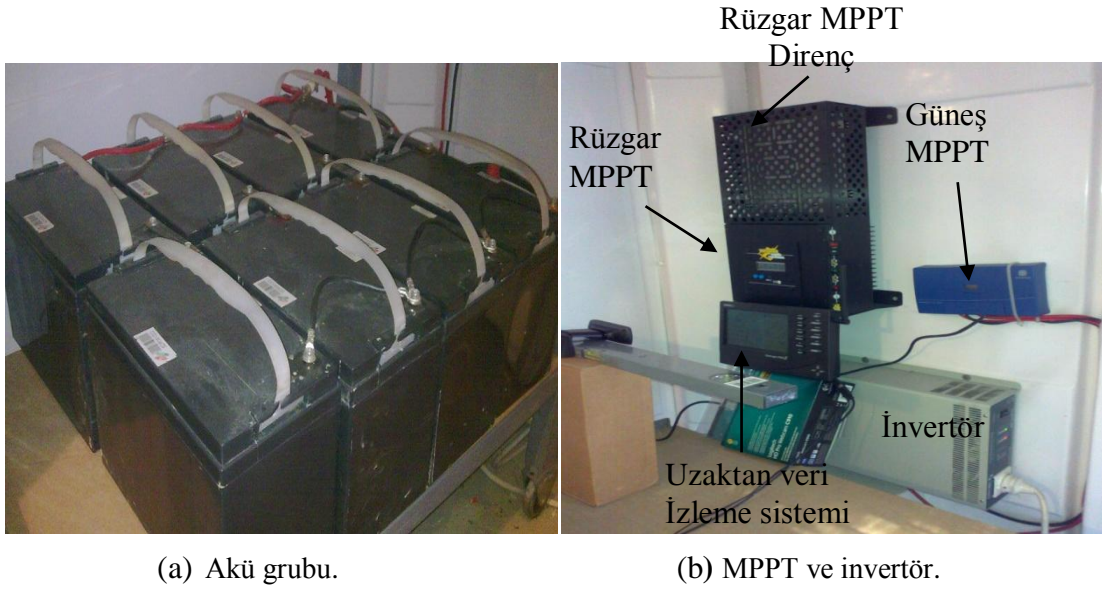 Rüzgar MPPT
Direnç
Güneş
MPPT
Rüzgar
MPPT
İnvertör
Uzaktan veri
İzleme sistemi
(a) Akü grubu.
(b) MPPT ve invertör.